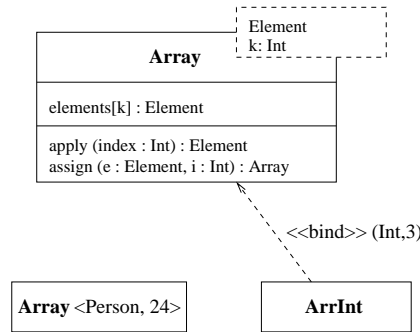 Element
k: Int
Array
elements[k] : Element
apply (index : Int) : Element
assign (e : Element, i : Int) : Array
<<bind>> (Int,3)
Array <Person, 24>
ArrInt